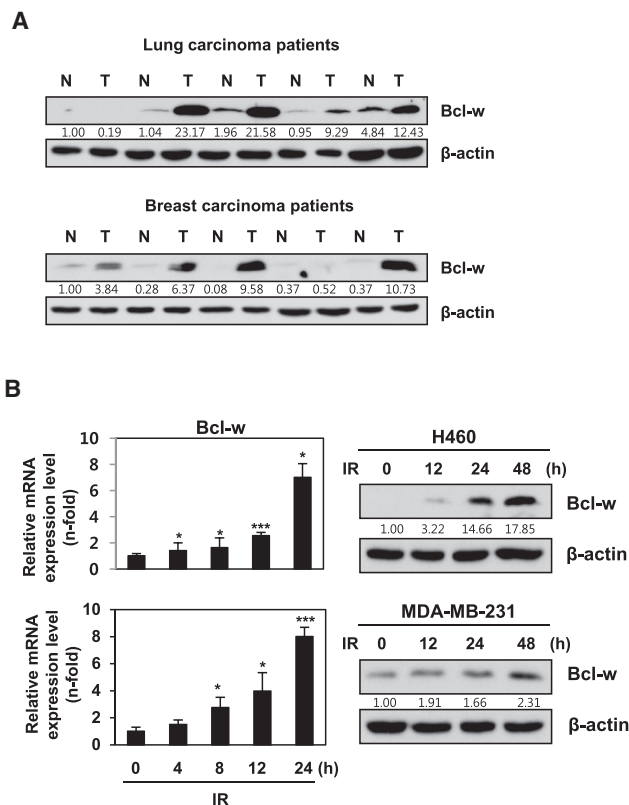 A
Lung carcinoma patients
N T N T N T N T N T
Bcl-w
1.00 0.19 1.04 23.17 1.96 21.58 0.95 9.29 4.84 12.43
β-actin
Breast carcinoma patients
N T N T N T N T N T
Bcl-w
1.00 3.84 0.28 6.37 0.08 9.58 0.37 0.52 0.37 10.73
β-actin
B
Bcl-w
Relative mRNA
expression level
(n-fold)
10
8
6
4
2
0
* * *** *
Relative mRNA
expression level
(n-fold)
10
8
6
4
2
0
* * ***
0 4 8 12 24 (h)
IR
H460
IR 0 12 24 48 (h)
Bcl-w
1.00 3.22 14.66 17.85
β-actin
MDA-MB-231
IR 0 12 24 48 (h)
Bcl-w
1.00 1.91 1.66 2.31
β-actin